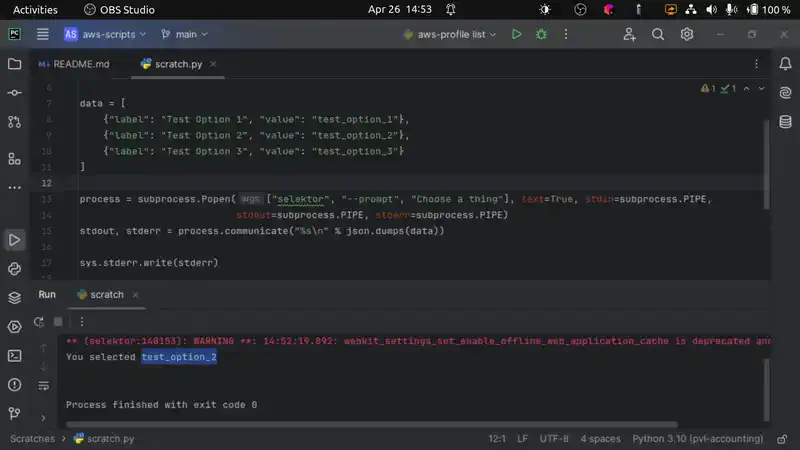 Activities OBS Studio Apr 26 14:53 100 %
PC AS aws-scripts main aws-profile list
README.md scratch.py
6
7 data = [ 1 1
8 {"label": "Test Option 1", "value": "test_option_1"},
9 {"label": "Test Option 2", "value": "test_option_2"},
10 {"label": "Test Option 3", "value": "test_option_3"}
11 ]
12
13 process = subprocess.Popen( args: ["selektor", "--prompt", "Choose a thing"], text=True, stdin=subprocess.PIPE,
14 stdout=subprocess.PIPE, stderr=subprocess.PIPE)
15 stdout, stderr = process.communicate("%s\n" % json.dumps(data))
16
17 sys.stderr.write(stderr)
Run scratch
** (selektor:148153): WARNING **: 14:52:19.892: webkit_settings_set_enable_offline_web_application_cache is deprecated and
You selected test_option_2
Process finished with exit code 0
Scratches > scratch.py 12:1 LF UTF-8 4 spaces Python 3.10 (pvl-accounting)